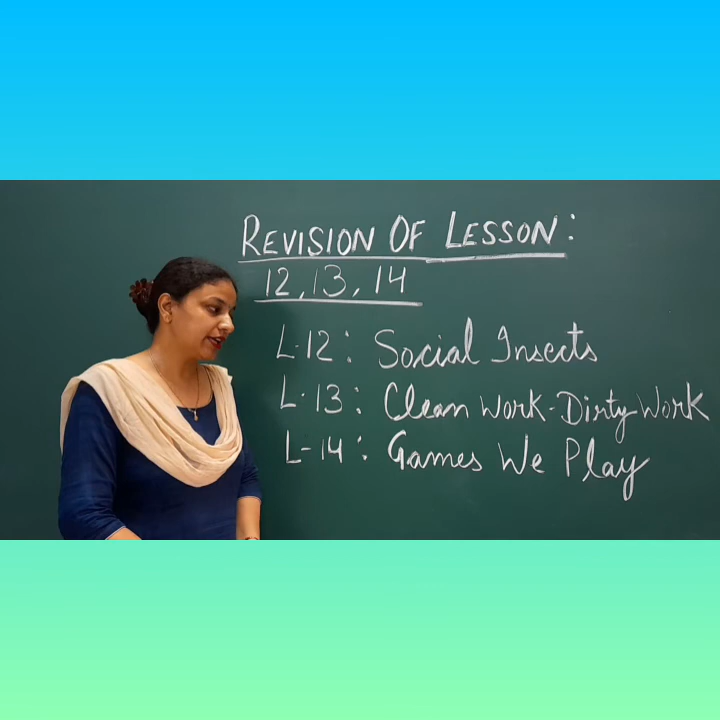 REVISION OF LESSON:
12, 13, 14
L-12: Social Insects
L-13: Clean Work-Dirty Work
L-14: Games We Play